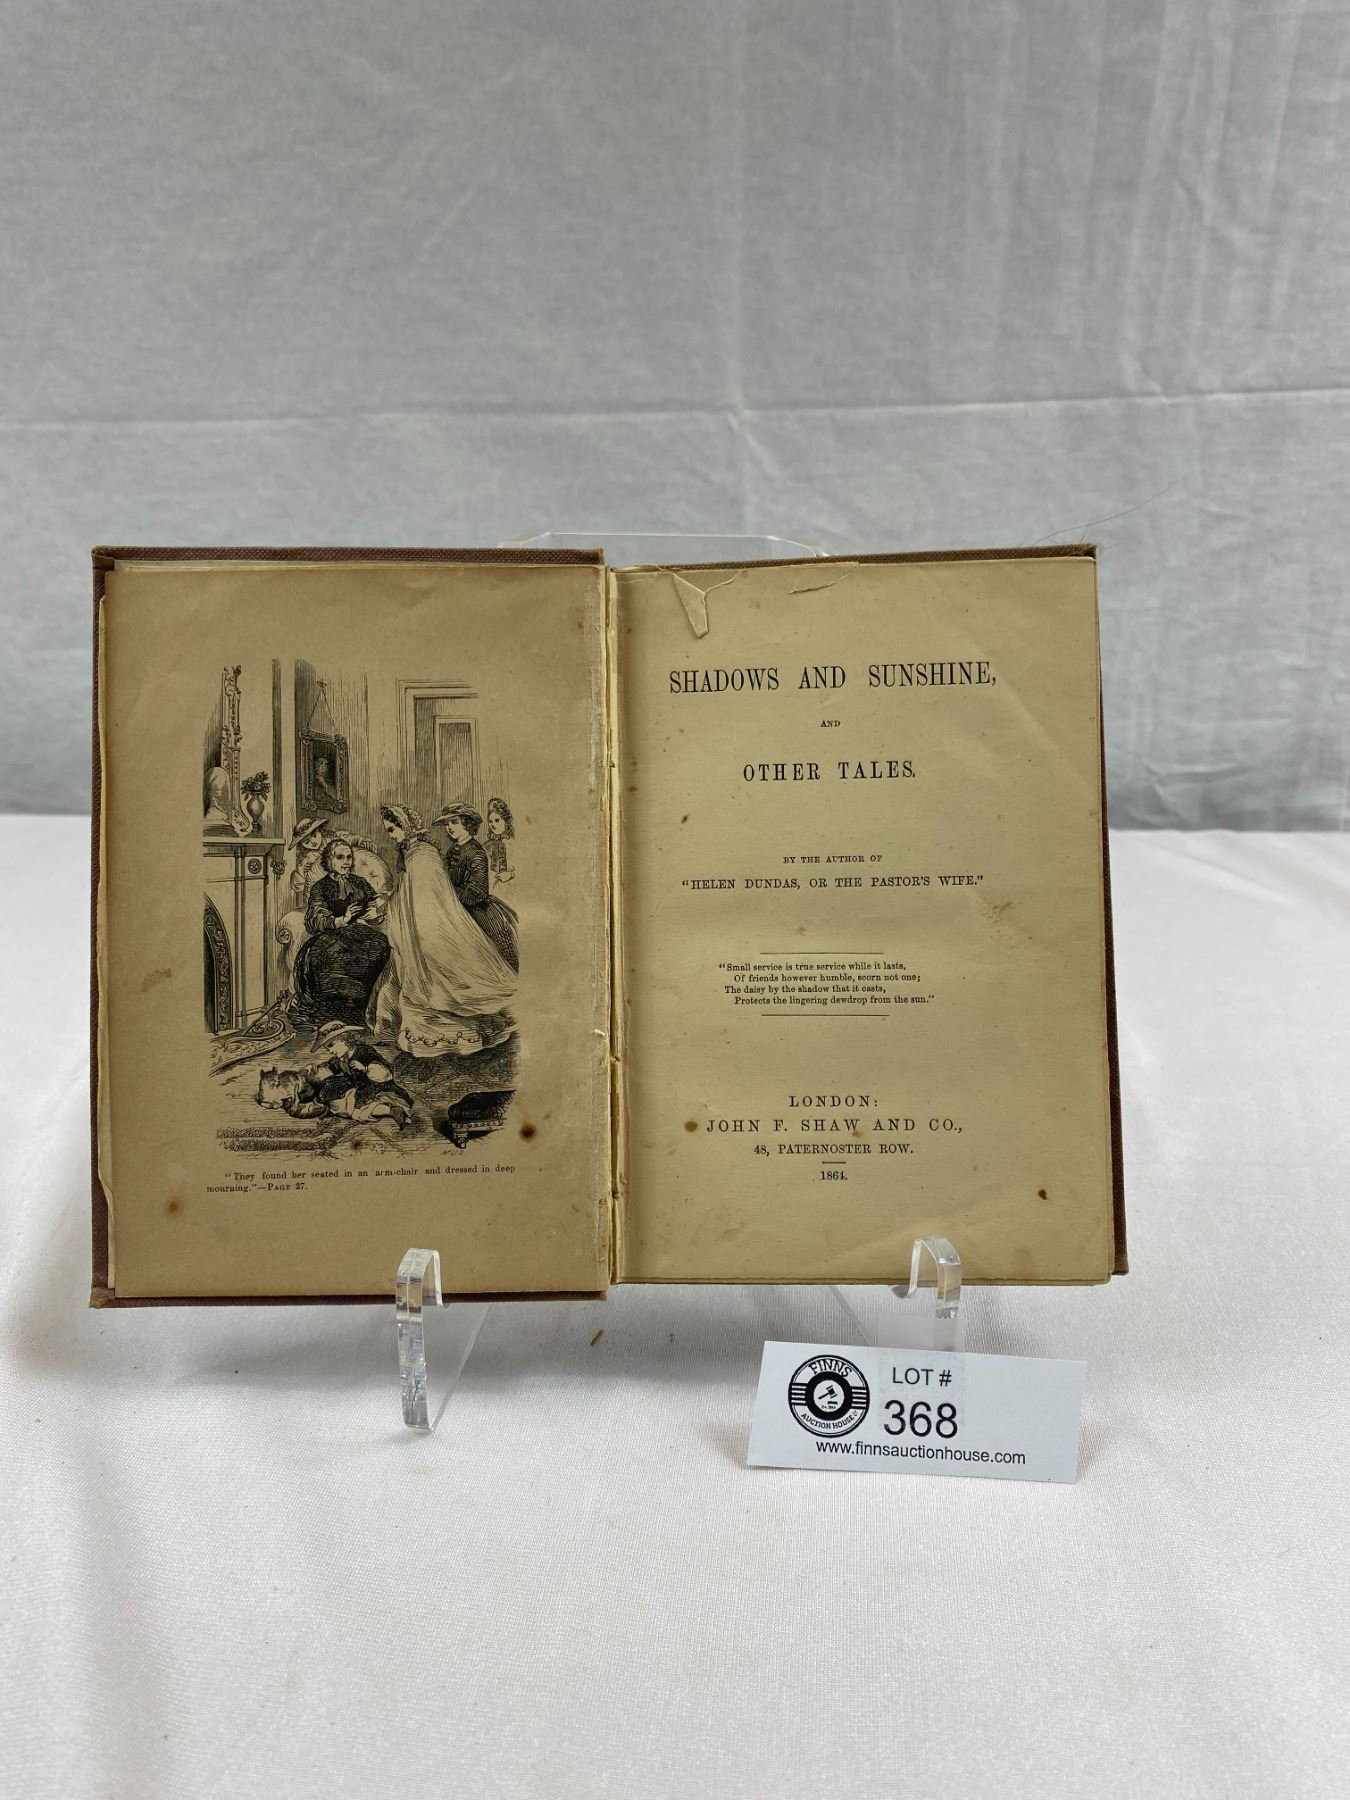 "They found her seated in an arm-chair and dressed in deep
mourning."—PAGE 27.
SHADOWS AND SUNSHINE,
AND
OTHER TALES.
BY THE AUTHOR OF
"HELEN DUNDAS, OR THE PASTOR'S WIFE."
"Small service is true service while it lasts,
Of friends however humble, scorn not one;
The daisy by the shadow that it casts,
Protects the lingering dewdrop from the sun."
LONDON:
JOHN F. SHAW AND CO.,
48, PATERNOSTER ROW.
1864.
FINNS
AUCTION HOUSE
LOT #
368
www.finnsauctionhouse.com